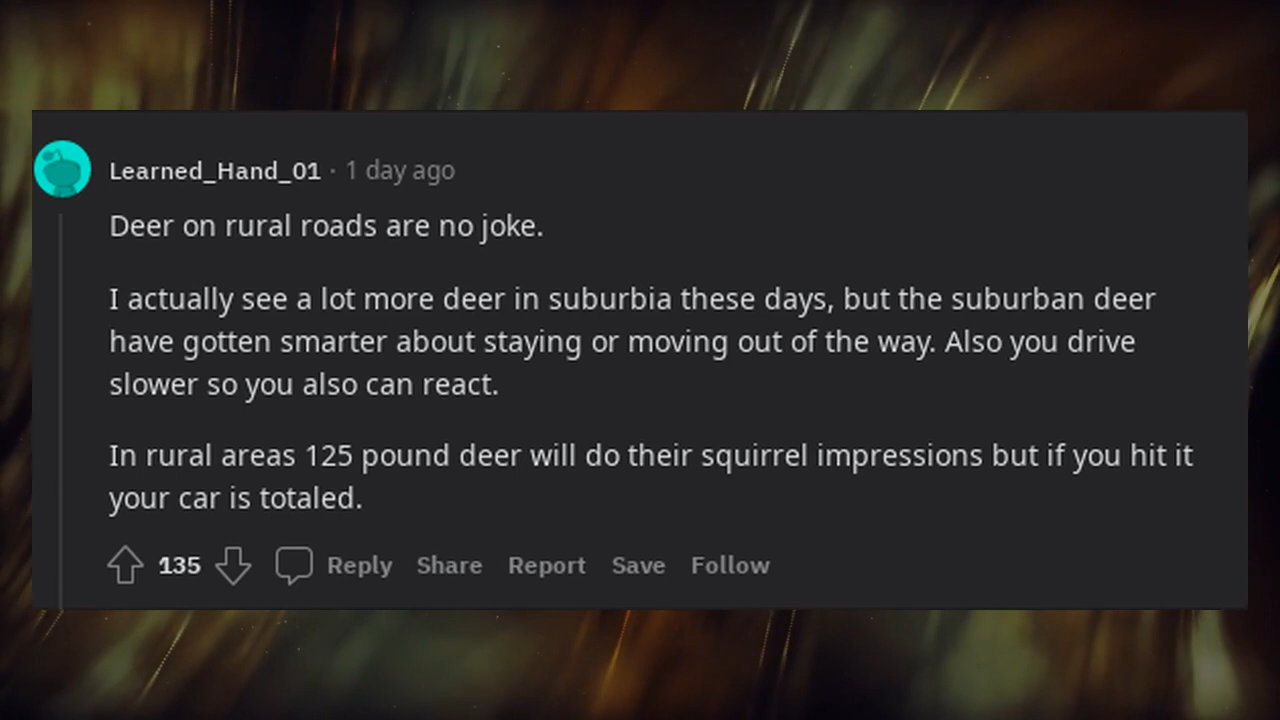 Learned_Hand_01 · 1 day ago
Deer on rural roads are no joke.
I actually see a lot more deer in suburbia these days, but the suburban deer
have gotten smarter about staying or moving out of the way. Also you drive
slower so you also can react.
In rural areas 125 pound deer will do their squirrel impressions but if you hit it
your car is totaled.
135 Reply Share Report Save Follow